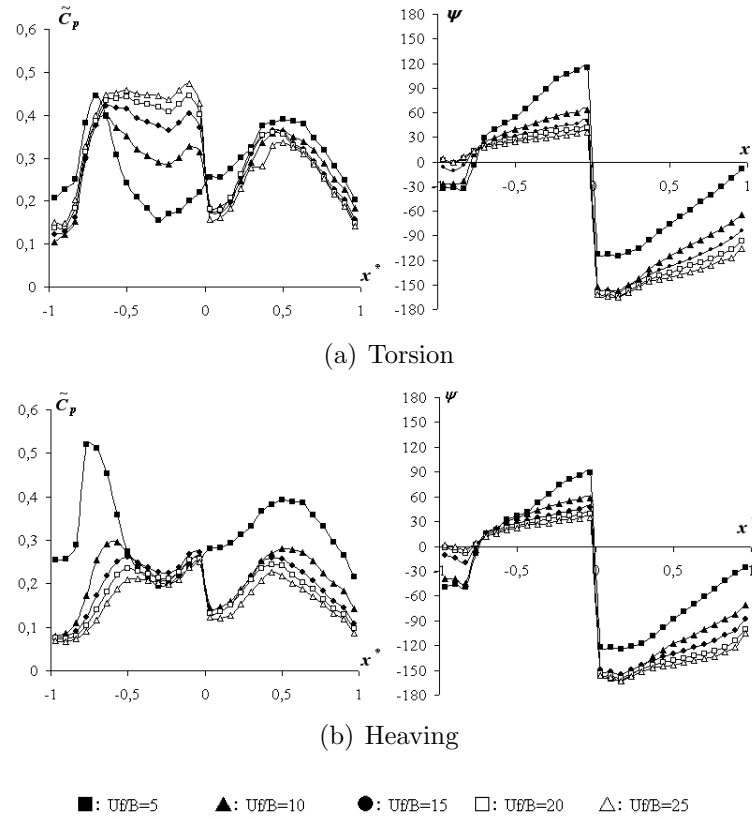 C̃p
0,6
0,5
0,4
0,3
0,2
0,1
0
-1 -0,5 0 0,5 1
x*
ψ
180
150
120
90
60
30
0
-30
-60
-90
-120
-150
-180
-0,5 0 0,5 1
x
(a) Torsion
C̃p
0,6
0,5
0,4
0,3
0,2
0,1
0
-1 -0,5 0 0,5 1
x*
ψ
180
150
120
90
60
30
0
-30
-60
-90
-120
-150
-180
-0,5 0 0,5 1
x
(b) Heaving
: Uf/B=5 : Uf/B=10 : Uf/B=15 : Uf/B=20 : Uf/B=25